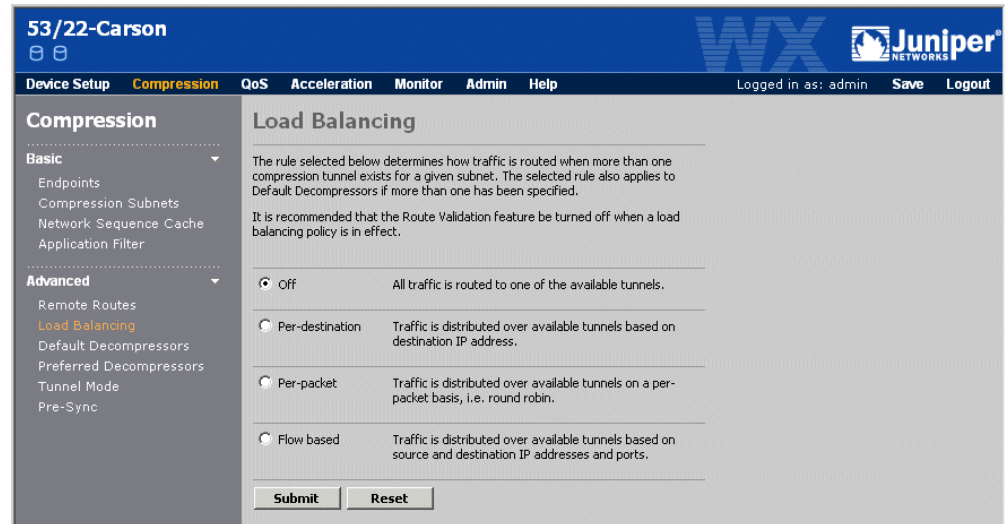 53/22-Carson
WX
Juniper®
NETWORKS
Device Setup Compression QoS Acceleration Monitor Admin Help Logged in as: admin Save Logout
Compression
Basic
Endpoints
Compression Subnets
Network Sequence Cache
Application Filter
Advanced
Remote Routes
Load Balancing
Default Decompressors
Preferred Decompressors
Tunnel Mode
Pre-Sync
Load Balancing
The rule selected below determines how traffic is routed when more than one
compression tunnel exists for a given subnet. The selected rule also applies to
Default Decompressors if more than one has been specified.
It is recommended that the Route Validation feature be turned off when a load
balancing policy is in effect.
Off All traffic is routed to one of the available tunnels.
Per-destination Traffic is distributed over available tunnels based on
destination IP address.
Per-packet Traffic is distributed over available tunnels on a per-
packet basis, i.e. round robin.
Flow based Traffic is distributed over available tunnels based on
source and destination IP addresses and ports.
Submit Reset